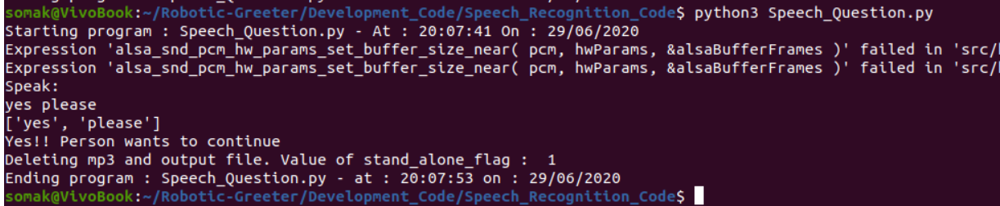 somak@VivoBook:~/Robotic-Greeter/Development_Code/Speech_Recognition_Code$ python3 Speech_Question.py
Starting program : Speech_Question.py - At : 20:07:41 On : 29/06/2020
Expression 'alsa_snd_pcm_hw_params_set_buffer_size_near( pcm, hwParams, &alsaBufferFrames )' failed in 'src/
Expression 'alsa_snd_pcm_hw_params_set_buffer_size_near( pcm, hwParams, &alsaBufferFrames )' failed in 'src/
Speak:
yes please
['yes', 'please']
Yes!! Person wants to continue
Deleting mp3 and output file. Value of stand_alone_flag :  1
Ending program : Speech_Question.py - at : 20:07:53 on : 29/06/2020
somak@VivoBook:~/Robotic-Greeter/Development_Code/Speech_Recognition_Code$